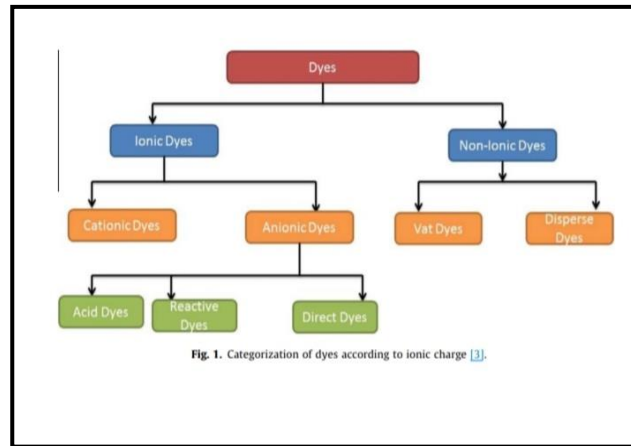 Dyes
Ionic Dyes
Non-Ionic Dyes
Cationic Dyes
Anionic Dyes
Vat Dyes
Disperse
Dyes
Acid Dyes
Reactive
Dyes
Direct Dyes
Fig. 1. Categorization of dyes according to ionic charge [3].